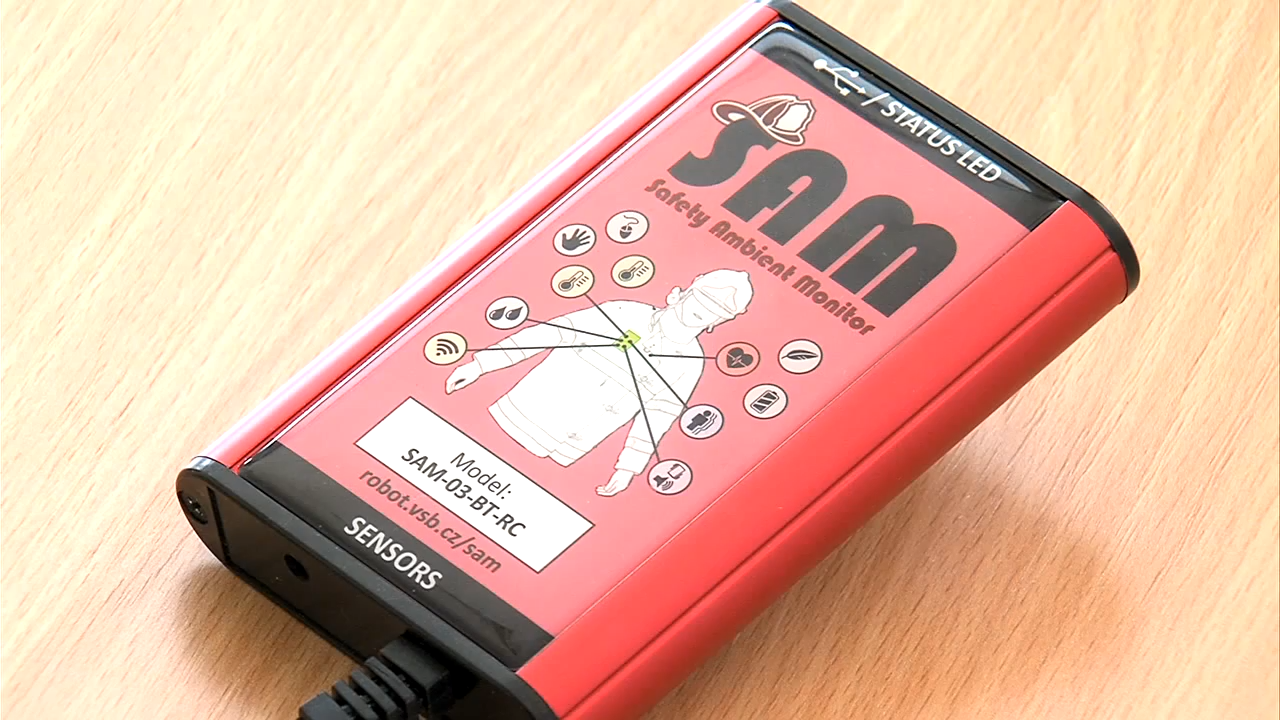 / STATUS LED
SAM
Safety Ambient Monitor
Model:
SAM-03-BT-RC
robot.vsb.cz/sam
SENSORS